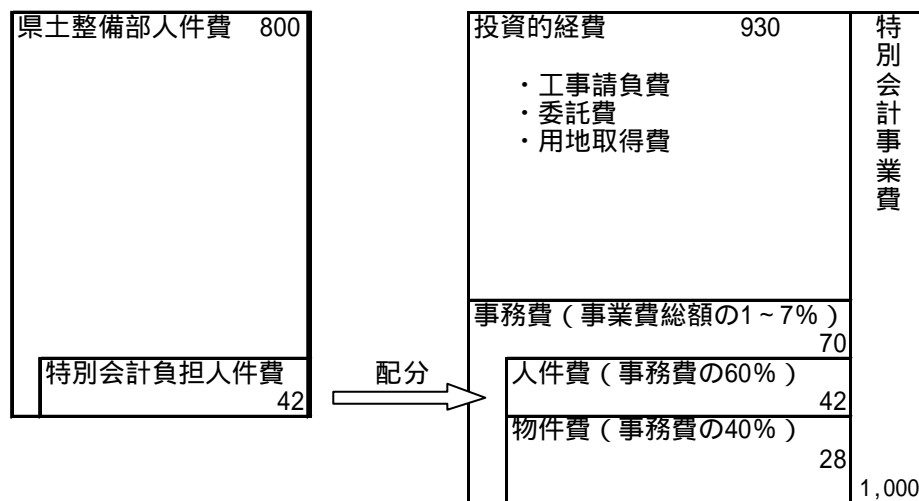 県土整備部人件費 800
特別会計負担人件費
42
配分
投資的経費 930
・工事請負費
・委託費
・用地取得費
事務費(事業費総額の1~7%)
70
人件費(事務費の60%)
42
物件費(事務費の40%)
28
特別会計事業費
1,000